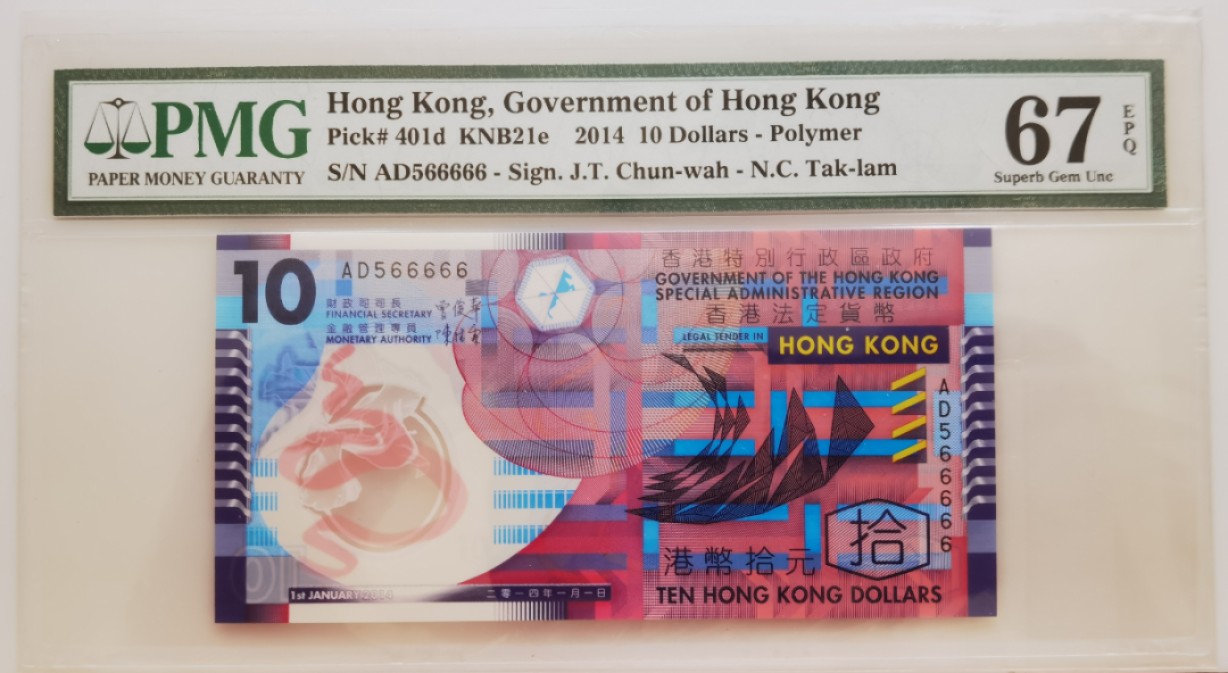 PMG
PAPER MONEY GUARANTY
Hong Kong, Government of Hong Kong
Pick# 401d KNB21e 2014 10 Dollars - Polymer
S/N AD566666 - Sign. J.T. Chun-wah - N.C. Tak-lam
67
EPQ
Superb Gem Unc
10
AD566666
財政司司長
FINANCIAL SECRETARY
金融管理專員
MONETARY AUTHORITY
香港特別行政區政府
GOVERNMENT OF THE HONG KONG
SPECIAL ADMINISTRATIVE REGION
香港法定貨幣
LEGAL TENDER IN
HONG KONG
AD566666
拾
港幣拾元
TEN HONG KONG DOLLARS
1st JANUARY
二零一四年一月一日